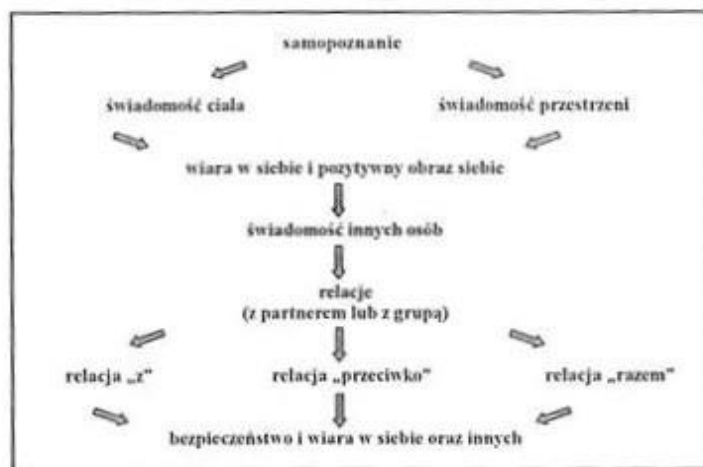 samopoznanie
świadomość ciała
świadomość przestrzeni
wiara w siebie i pozytywny obraz siebie
świadomość innych osób
relacje
(z partnerem lub z grupą)
relacja „z”
relacja „przeciwko”
relacja „razem”
bezpieczeństwo i wiara w siebie oraz innych